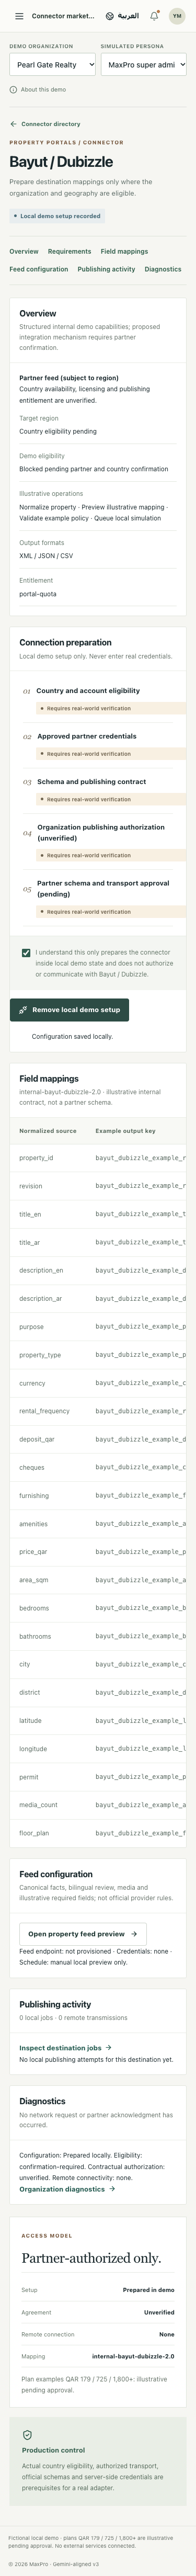 Connector market...
العربية
YM
DEMO ORGANIZATION
SIMULATED PERSONA
Pearl Gate Realty
MaxPro super admi
About this demo
Connector directory
PROPERTY PORTALS / CONNECTOR
Bayut / Dubizzle
Prepare destination mappings only where the
organization and geography are eligible.
Local demo setup recorded
Overview
Requirements
Field mappings
Feed configuration
Publishing activity
Diagnostics
Overview
Structured internal demo capabilities; proposed
integration mechanism requires partner
confirmation.
Partner feed (subject to region)
Country availability, licensing and publishing
entitlement are unverified.
Target region
Country eligibility pending
Demo eligibility
Blocked pending partner and country confirmation
Illustrative operations
Normalize property · Preview illustrative mapping ·
Validate example policy · Queue local simulation
Output formats
XML / JSON / CSV
Entitlement
portal-quota
Connection preparation
Local demo setup only. Never enter real credentials.
01 Country and account eligibility
Requires real-world verification
02 Approved partner credentials
Requires real-world verification
03 Schema and publishing contract
Requires real-world verification
04 Organization publishing authorization
(unverified)
Requires real-world verification
05 Partner schema and transport approval
(pending)
Requires real-world verification
I understand this only prepares the connector
inside local demo state and does not authorize
or communicate with Bayut / Dubizzle.
Remove local demo setup
Configuration saved locally.
Field mappings
internal-bayut-dubizzle-2.0 · illustrative internal
contract, not a partner schema.
Normalized source
Example output key
property_id bayut_dubizzle_example_r
revision bayut_dubizzle_example_r
title_en bayut_dubizzle_example_t
title_ar bayut_dubizzle_example_t
description_en bayut_dubizzle_example_d
description_ar bayut_dubizzle_example_d
purpose bayut_dubizzle_example_p
property_type bayut_dubizzle_example_p
currency bayut_dubizzle_example_c
rental_frequency bayut_dubizzle_example_r
deposit_qar bayut_dubizzle_example_d
cheques bayut_dubizzle_example_c
furnishing bayut_dubizzle_example_f
amenities bayut_dubizzle_example_a
price_qar bayut_dubizzle_example_p
area_sqm bayut_dubizzle_example_a
bedrooms bayut_dubizzle_example_b
bathrooms bayut_dubizzle_example_b
city bayut_dubizzle_example_c
district bayut_dubizzle_example_d
latitude bayut_dubizzle_example_l
longitude bayut_dubizzle_example_l
permit bayut_dubizzle_example_p
media_count bayut_dubizzle_example_a
floor_plan bayut_dubizzle_example_f
Feed configuration
Canonical facts, bilingual review, media and
illustrative required fields; not official provider rules.
Open property feed preview
Feed endpoint: not provisioned · Credentials: none ·
Schedule: manual local preview only.
Publishing activity
0 local jobs · 0 remote transmissions
Inspect destination jobs
No local publishing attempts for this destination yet.
Diagnostics
No network request or partner acknowledgment has
occurred.
Configuration: Prepared locally. Eligibility:
confirmation-required. Contractual authorization:
unverified. Remote connectivity: none.
Organization diagnostics
ACCESS MODEL
Partner-authorized only.
Setup Prepared in demo
Agreement Unverified
Remote connection None
Mapping internal-bayut-dubizzle-2.0
Plan examples QAR 179 / 725 / 1,800+: illustrative
pending approval.
Production control
Actual country eligibility, authorized transport,
official schemas and server-side credentials are
prerequisites for a real adapter.
Fictional local demo · plans QAR 179 / 725 / 1,800+ are illustrative
pending approval. No external services connected.
© 2026 MaxPro · Gemini-aligned v3